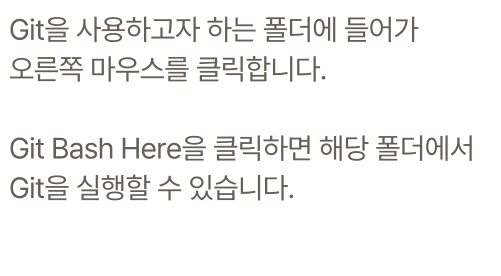 Git을 사용하고자 하는 폴더에 들어가
오른쪽 마우스를 클릭합니다.
Git Bash Here을 클릭하면 해당 폴더에서
Git을 실행할 수 있습니다.